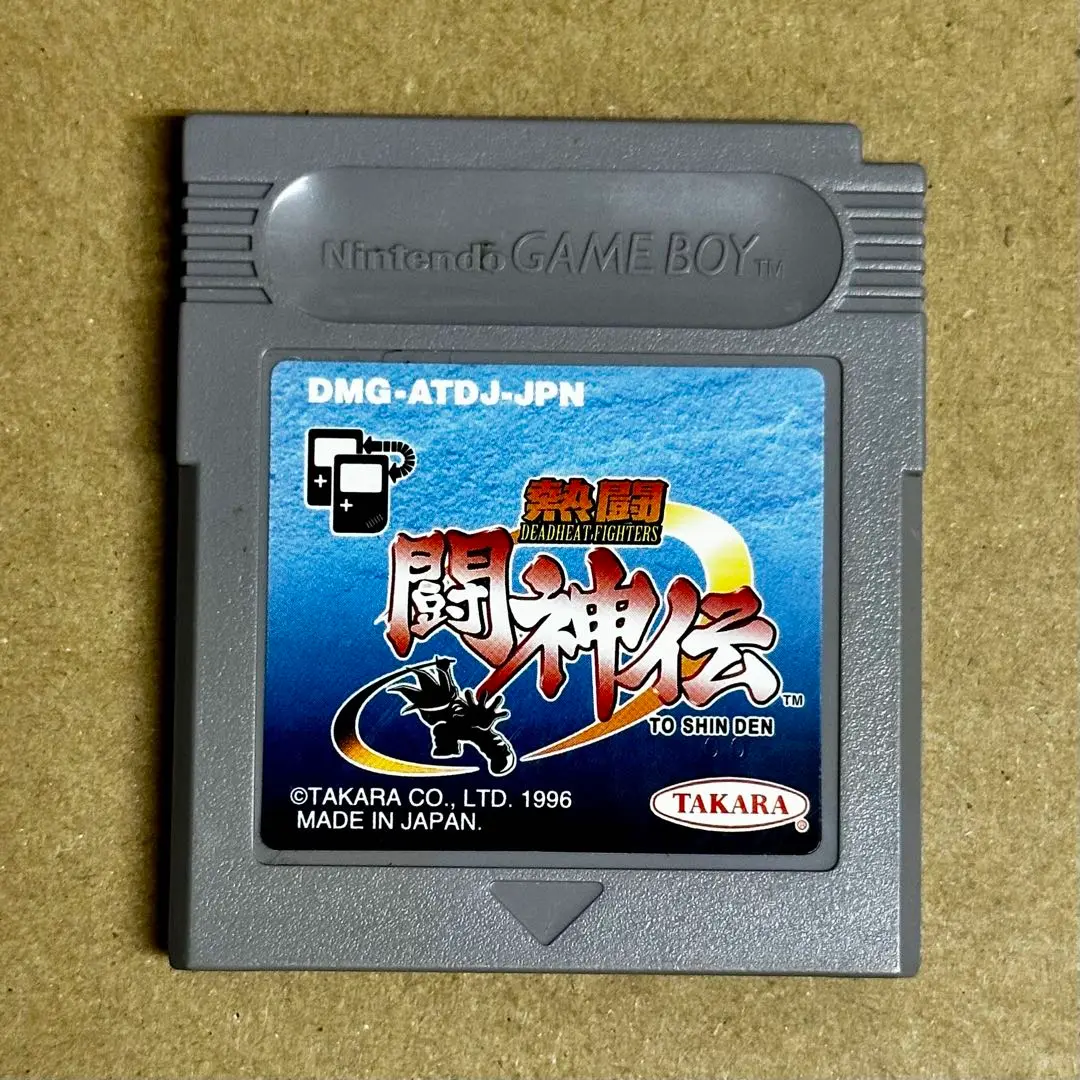 Nintendo GAME BOY TM
DMG-ATDJ-JPN
熱闘
DEADHEAT FIGHTERS
闘神伝 TM
TO SHIN DEN
©TAKARA CO., LTD. 1996
MADE IN JAPAN.
TAKARA ®